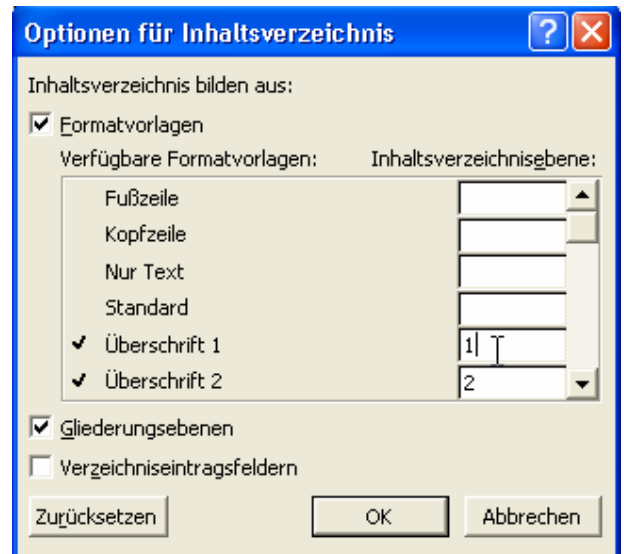 Optionen für Inhaltsverzeichnis
Inhaltsverzeichnis bilden aus:
Formatvorlagen
Verfügbare Formatvorlagen: Inhaltsverzeichnisebene:
Fußzeile
Kopfzeile
Nur Text
Standard
Überschrift 1 1
Überschrift 2 2
Gliederungsebenen
Verzeichniseintragsfeldern
Zurücksetzen OK Abbrechen